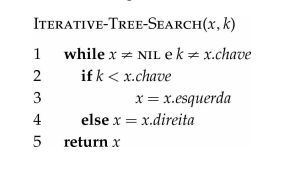 ITERATIVE-TREE-SEARCH(x, k)
1 while x ≠ NIL e k ≠ x.chave
2 if k < x.chave
3 x = x.esquerda
4 else x = x.direita
5 return x